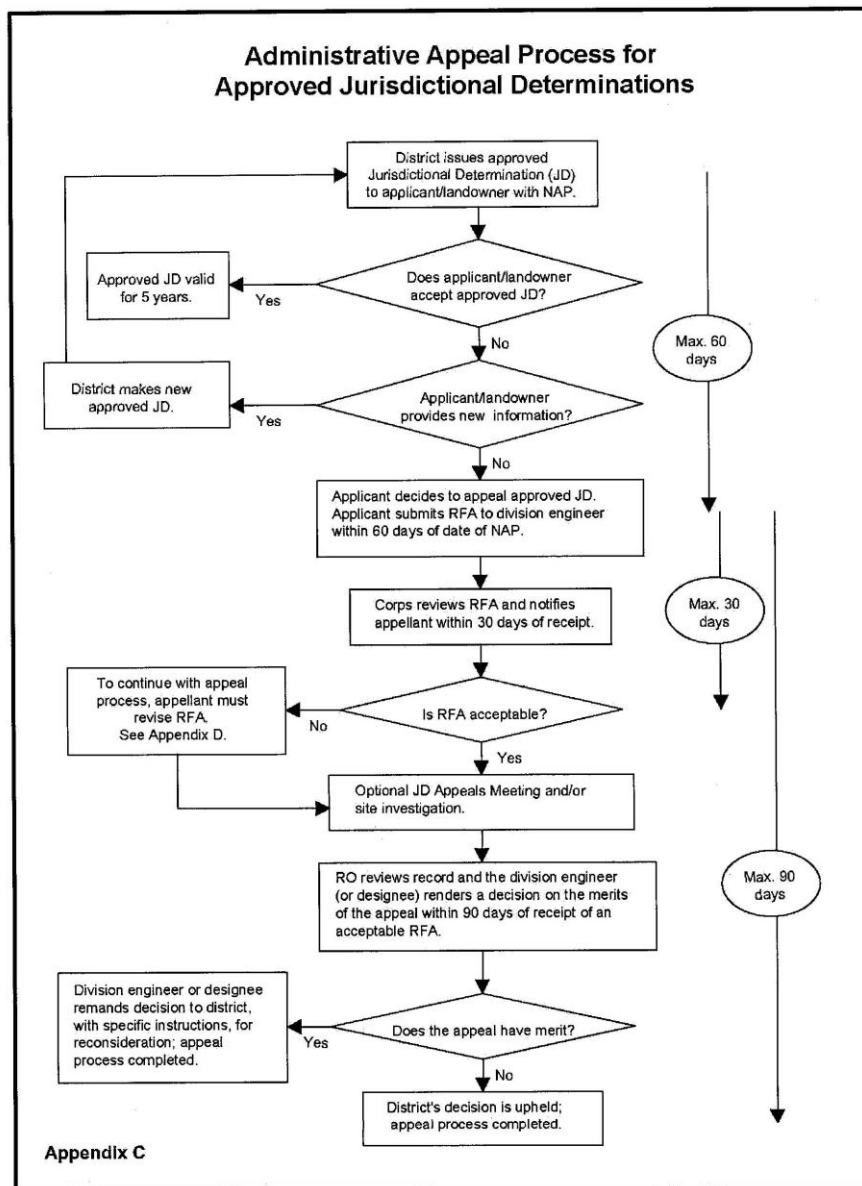 Administrative Appeal Process for
Approved Jurisdictional Determinations
District issues approved
Jurisdictional Determination (JD)
to applicant/landowner with NAP.
Does applicant/landowner
accept approved JD?
Yes
Approved JD valid
for 5 years.
No
Max. 60
days
Applicant/landowner
provides new information?
Yes
District makes new
approved JD.
No
Applicant decides to appeal approved JD.
Applicant submits RFA to division engineer
within 60 days of date of NAP.
Corps reviews RFA and notifies
appellant within 30 days of receipt.
Max. 30
days
Is RFA acceptable?
No
To continue with appeal
process, appellant must
revise RFA.
See Appendix D.
Yes
Optional JD Appeals Meeting and/or
site investigation.
RO reviews record and the division engineer
(or designee) renders a decision on the merits
of the appeal within 90 days of receipt of an
acceptable RFA.
Max. 90
days
Does the appeal have merit?
Yes
Division engineer or designee
remands decision to district,
with specific instructions, for
reconsideration; appeal
process completed.
No
District's decision is upheld;
appeal process completed.
Appendix C